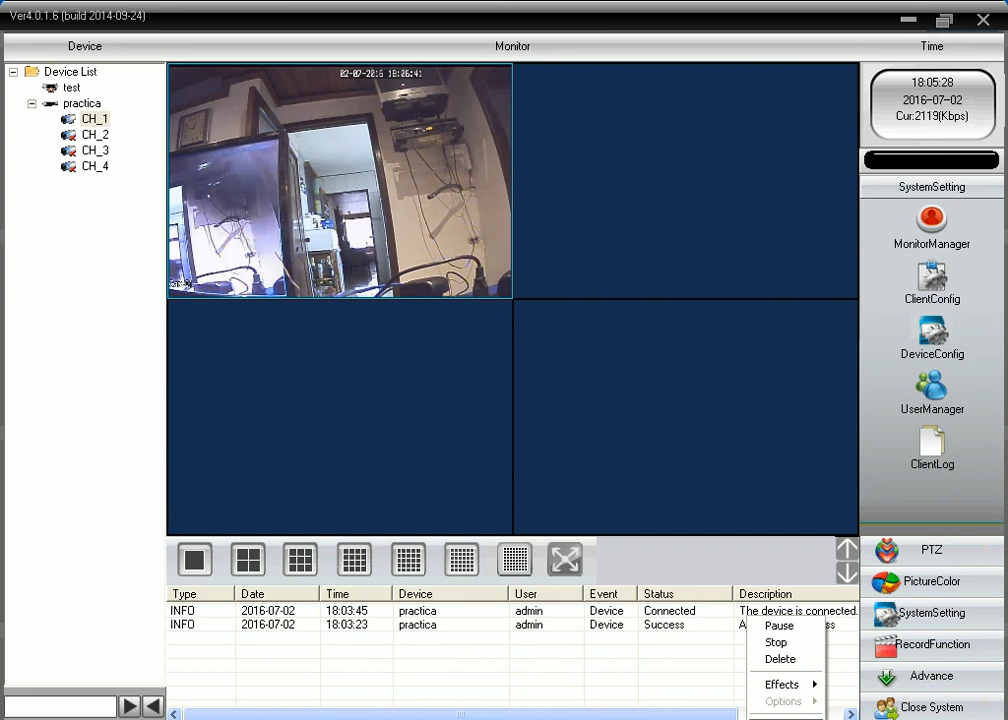 Ver4.0.1.6 (build 2014-09-24)
Device
Monitor
Time
Device List
test
practica
CH_1
CH_2
CH_3
CH_4
02-07-2016 18:06:41
18:05:28
2016-07-02
Cur:2119(Kbps)
SystemSetting
MonitorManager
ClientConfig
DeviceConfig
UserManager
ClientLog
PTZ
PictureColor
SystemSetting
RecordFunction
Advance
Close System
Type Date Time Device User Event Status Description
INFO 2016-07-02 18:03:45 practica admin Device Connected The device is connected.
INFO 2016-07-02 18:03:23 practica admin Device Success
Pause
Stop
Delete
Effects
Options